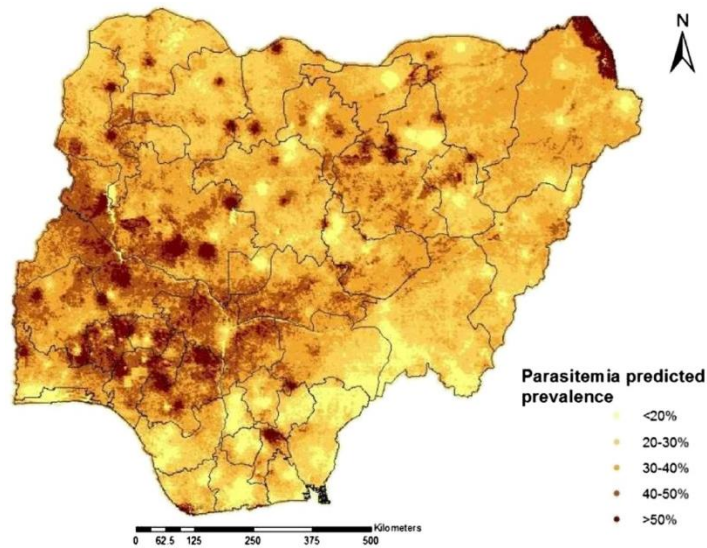 N
Parasitemia predicted
prevalence
<20%
20-30%
30-40%
40-50%
>50%
Kilometers
0 62.5 125 250 375 500